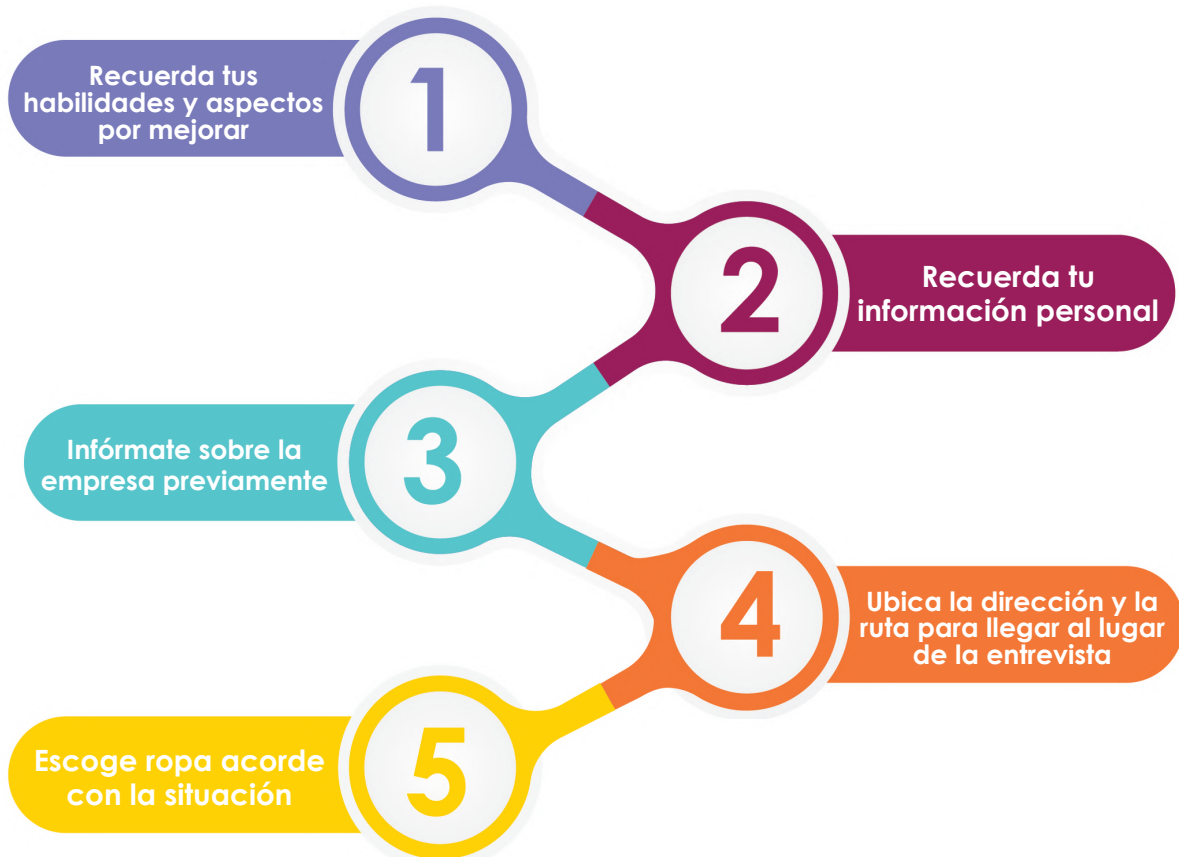 1
Recuerda tus
habilidades y aspectos
por mejorar
2
Recuerda tu
información personal
3
Infórmate sobre la
empresa previamente
4
Ubica la dirección y la
ruta para llegar al lugar
de la entrevista
5
Escoge ropa acorde
con la situación